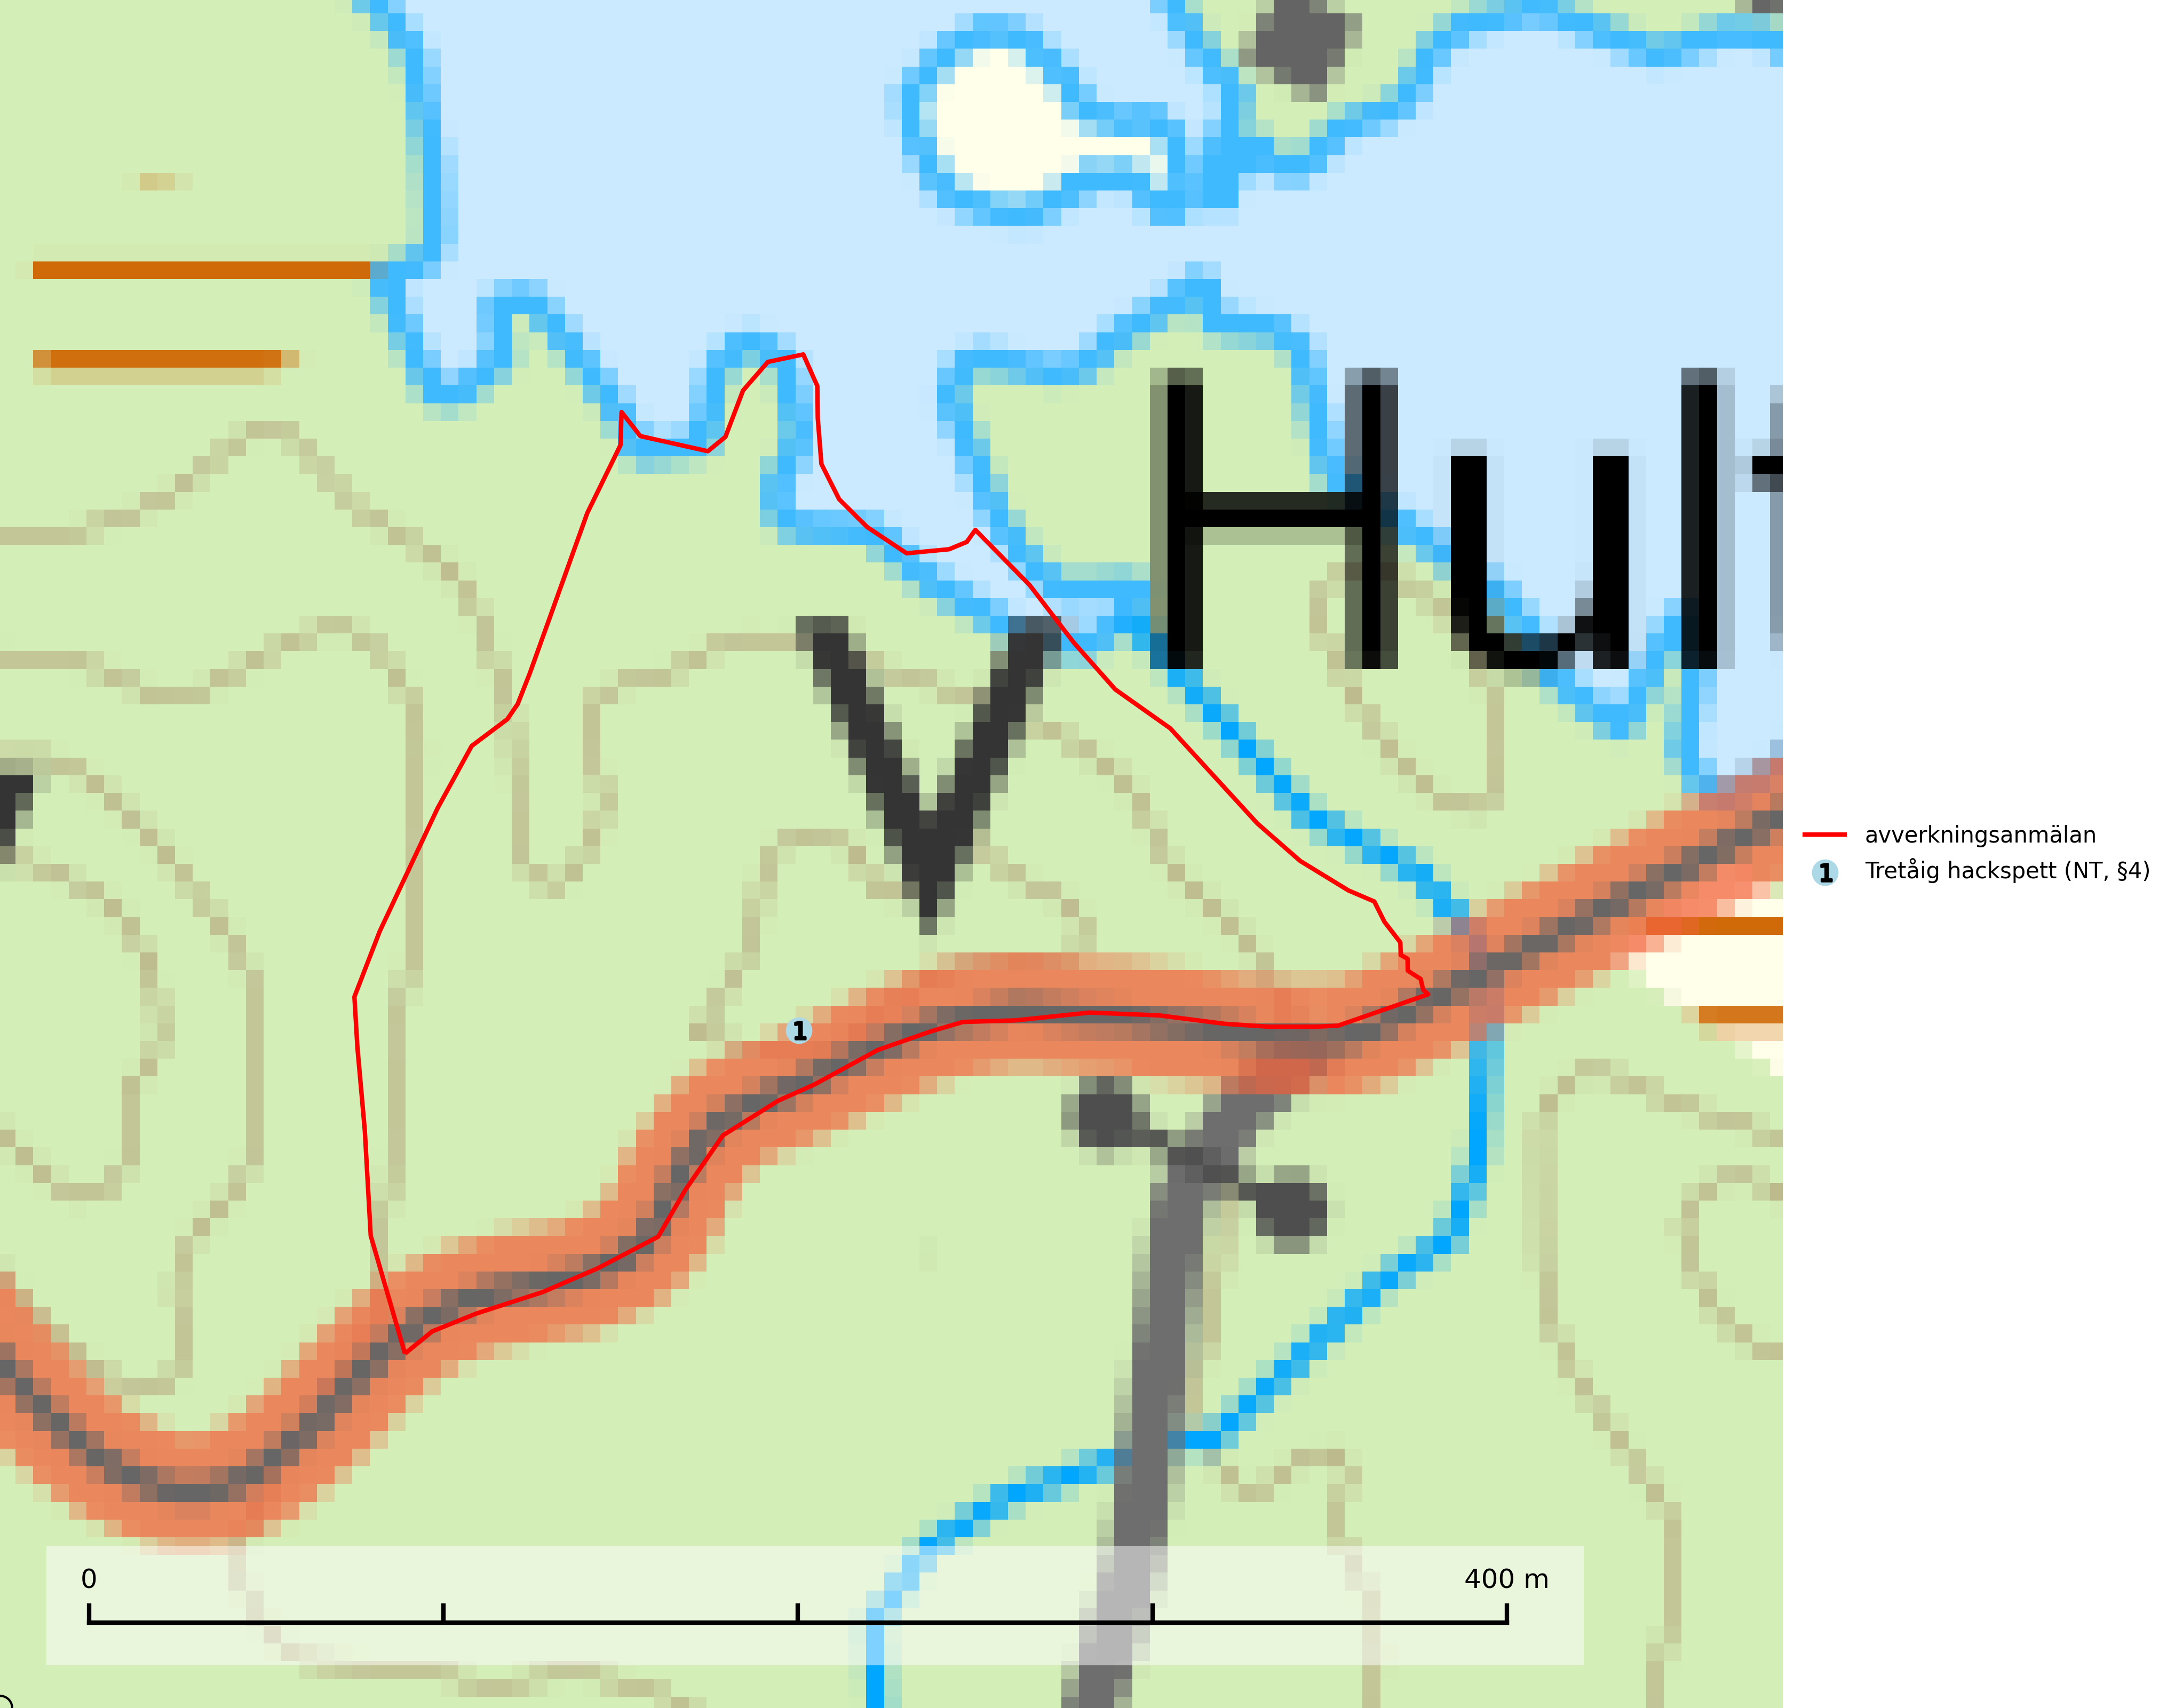 Hul
V
avverkningsanmälan
1 Tretåig hackspett (NT, §4)
1
0 400 m